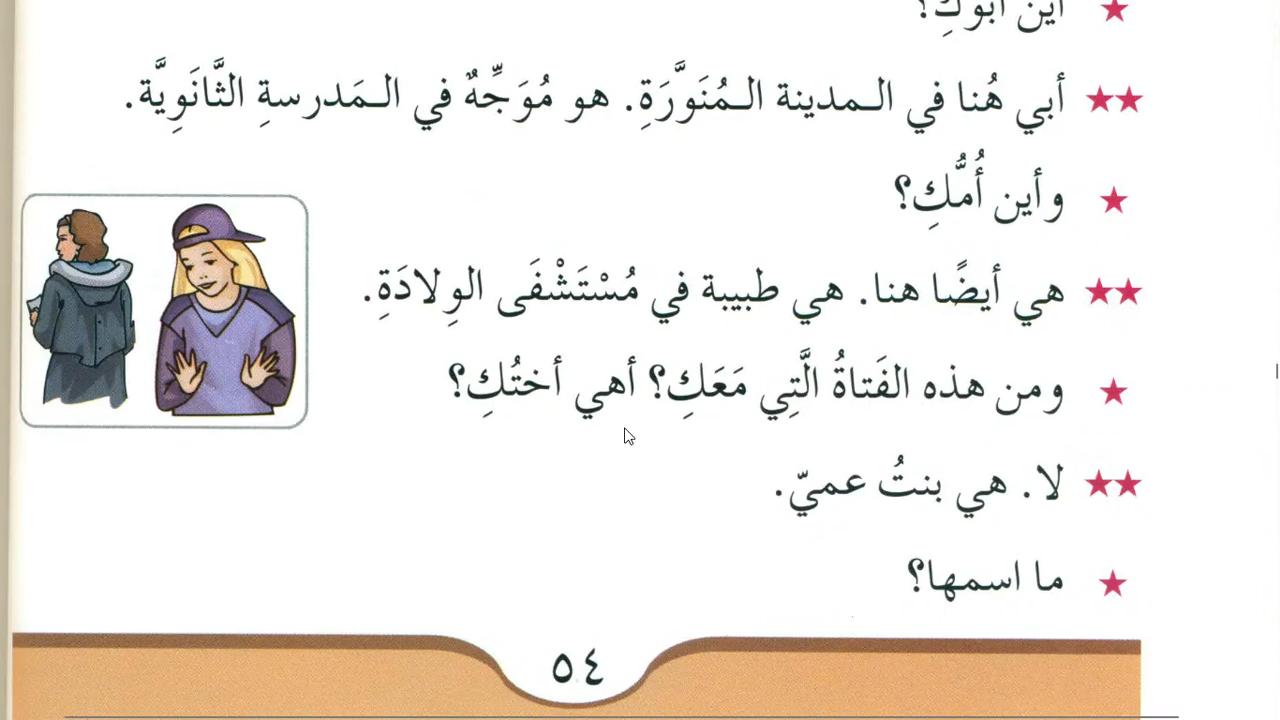 ★ أين أبوكِ؟
★★ أبي هُنا في المدينة المُنَوَّرَةِ. هو مُوَجِّهٌ في المَدرسةِ الثَّانَوِيَّة.
★ وأين أُمُّكِ؟
★★ هي أيضًا هنا. هي طبيبة في مُسْتَشْفَى الوِلادَةِ.
★ ومن هذه الفَتاةُ الَّتِي مَعَكِ؟ أهي أختُكِ؟
★★ لا. هي بنتُ عميّ.
★ ما اسمها؟
٥٤